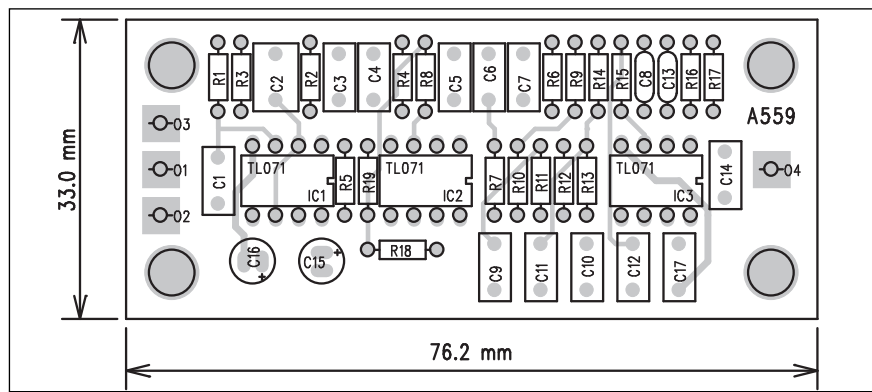 R1 R3 C2 R2 C3 C4 R4 R8 C5 C6 C7 R6 R9 R14 R15 C8 C13 R16 R17
O3
A559
O1
C1
TL071
IC1
R5
R19
TL071
IC2
R7
R10
R11
R12
R13
TL071
IC3
C14
O4
O2
C16
+
C15
+
R18
C9
C11
C10
C12
C17
33.0 mm
76.2 mm